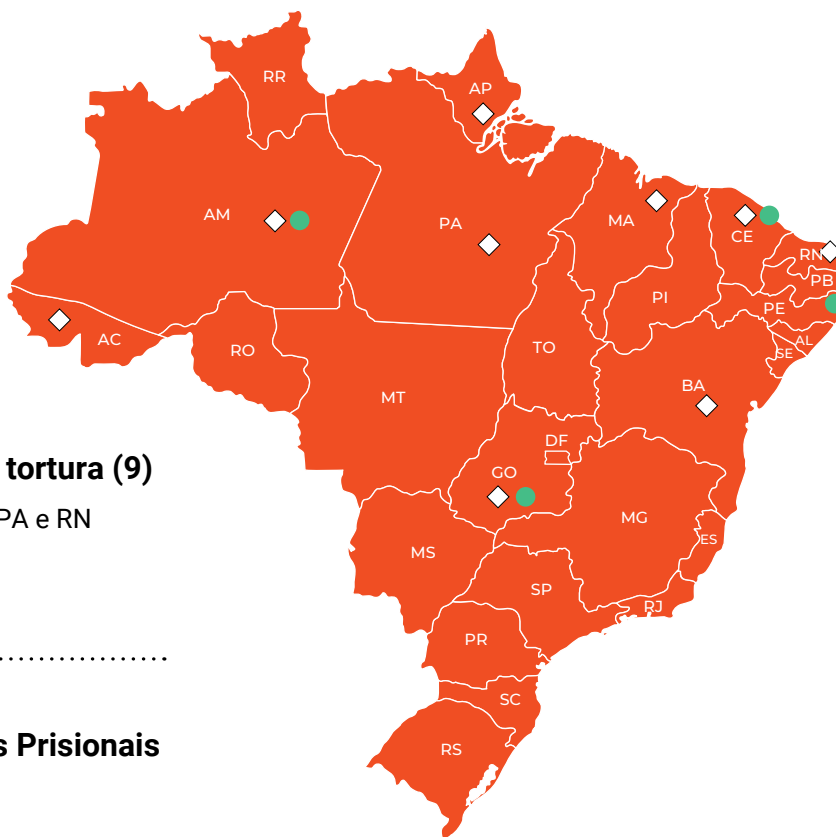 RR
AP
AM
PA
MA
CE
RN
PB
PI
PE
AL
SE
AC
RO
TO
MT
BA
DF
GO
tortura (9)
PA e RN
MG
ES
MS
SP
RJ
PR
SC
s Prisionais
RS